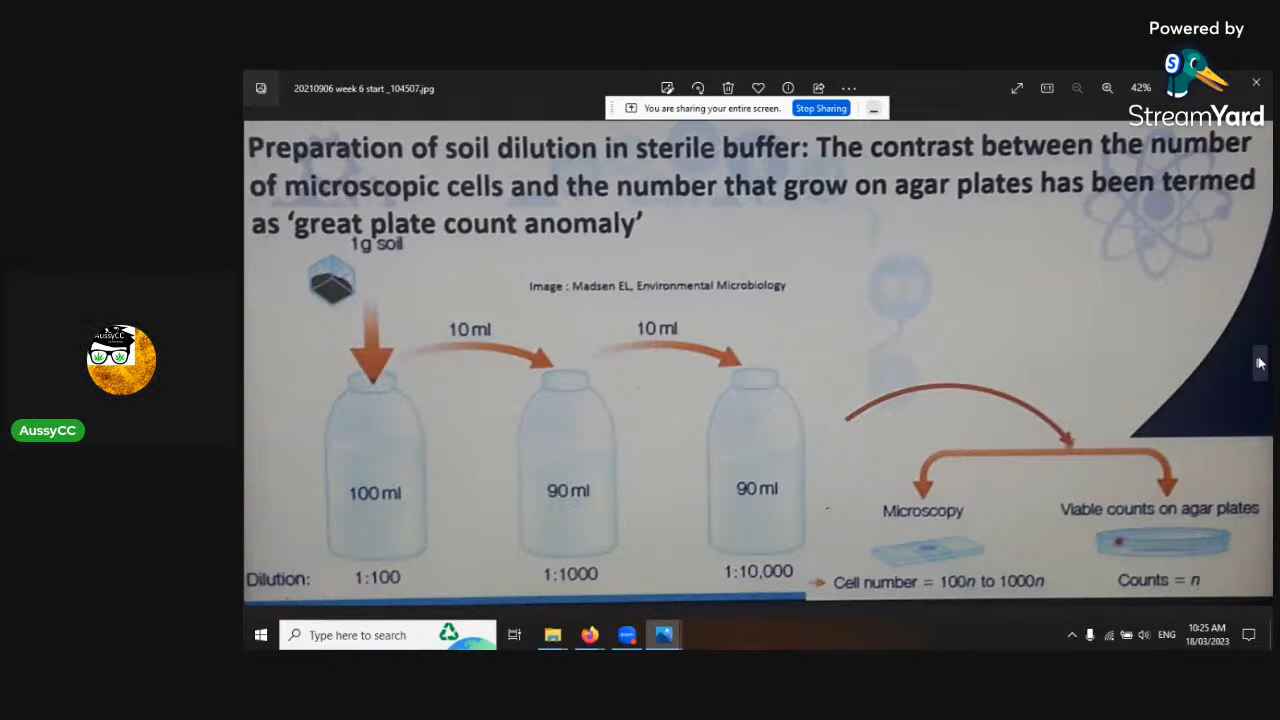 Powered by
StreamYard
20210906 week 6 start _104507.jpg
42%
You are sharing your entire screen.
Stop Sharing
Preparation of soil dilution in sterile buffer: The contrast between the number
of microscopic cells and the number that grow on agar plates has been termed
as ‘great plate count anomaly’
1g soil
Image : Madsen EL, Environmental Microbiology
10 ml
10 ml
100 ml
90 ml
90 ml
Microscopy
Viable counts on agar plates
Dilution:
1:100
1:1000
1:10,000
Cell number = 100n to 1000n
Counts = n
AussyCC
AussyCC
Type here to search
ENG
10:25 AM
18/03/2023